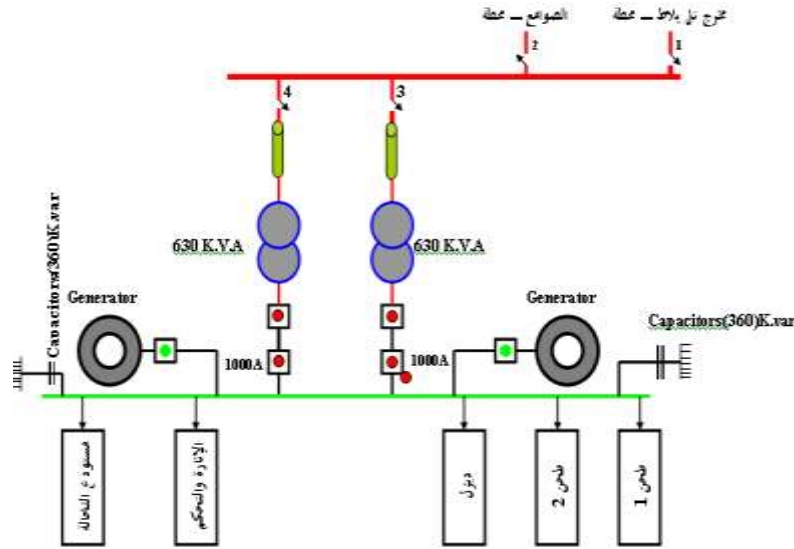 الصوامع – محطة
مخرج تل بلاط – محطة
2
1
4
3
630 K.V.A
630 K.V.A
Capacitors(360)K.var
Generator
Generator
Capacitors(360)K.var
1000A
1000A
مستودع النخالة
الإنارة والتحكم
ديزل
طحن 2
طحن 1